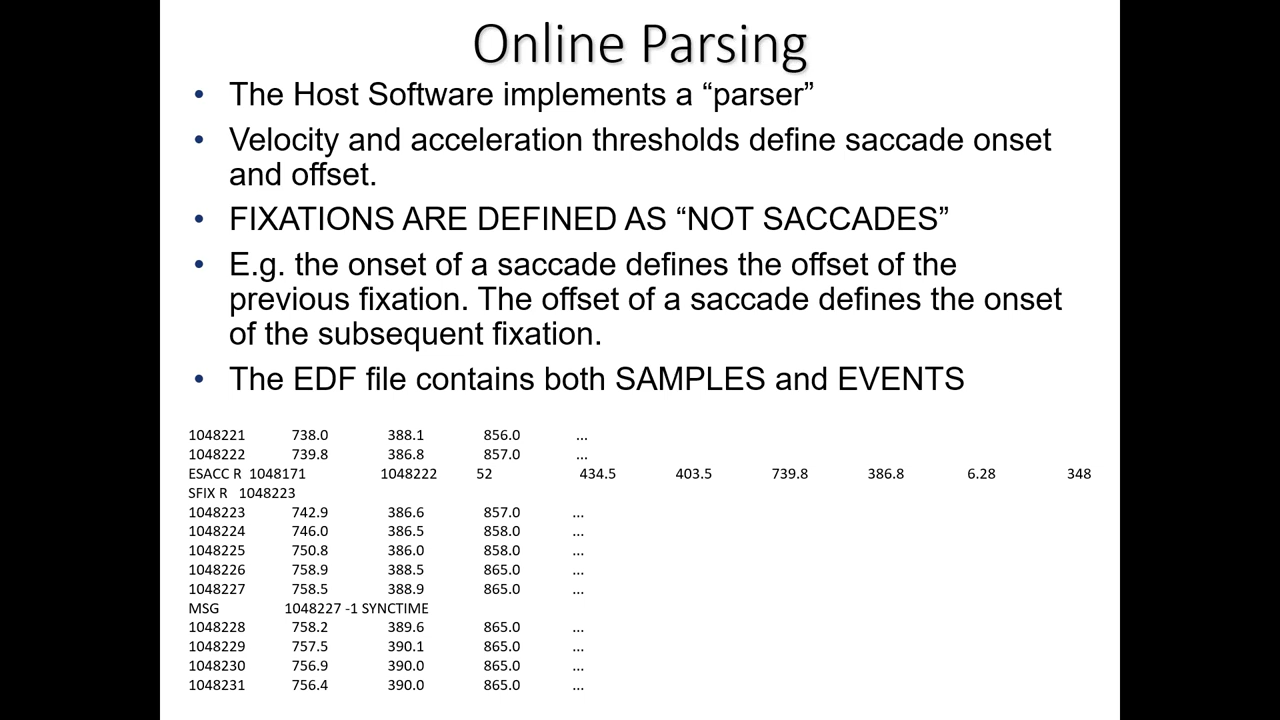 Online Parsing
• The Host Software implements a “parser”
• Velocity and acceleration thresholds define saccade onset
and offset.
• FIXATIONS ARE DEFINED AS “NOT SACCADES”
• E.g. the onset of a saccade defines the offset of the
previous fixation. The offset of a saccade defines the onset
of the subsequent fixation.
• The EDF file contains both SAMPLES and EVENTS
1048221 738.0 388.1 856.0 ...
1048222 739.8 386.8 857.0 ...
ESACC R 1048171 1048222 52 434.5 403.5 739.8 386.8 6.28 348
SFIX R 1048223
1048223 742.9 386.6 857.0 ...
1048224 746.0 386.5 858.0 ...
1048225 750.8 386.0 858.0 ...
1048226 758.9 388.5 865.0 ...
1048227 758.5 388.9 865.0 ...
MSG 1048227 -1 SYNCTIME
1048228 758.2 389.6 865.0 ...
1048229 757.5 390.1 865.0 ...
1048230 756.9 390.0 865.0 ...
1048231 756.4 390.0 865.0 ...